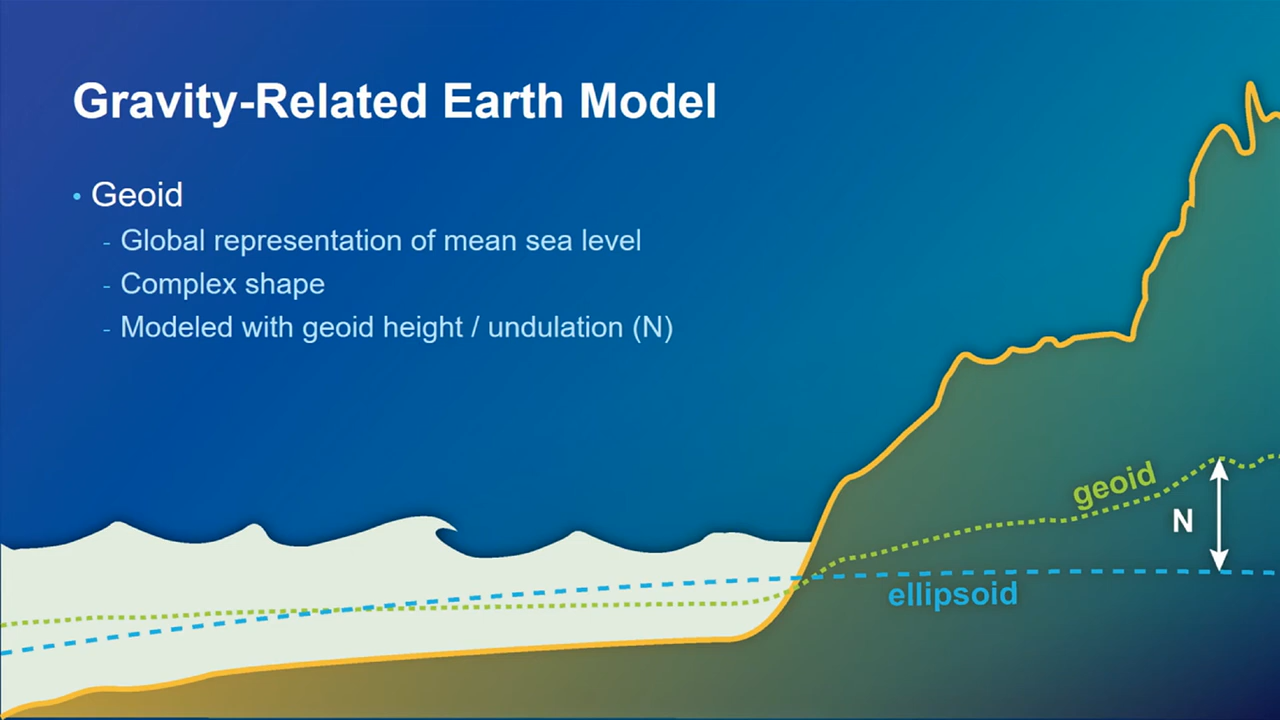 Gravity-Related Earth Model
• Geoid
- Global representation of mean sea level
- Complex shape
- Modeled with geoid height / undulation (N)
geoid
N
ellipsoid